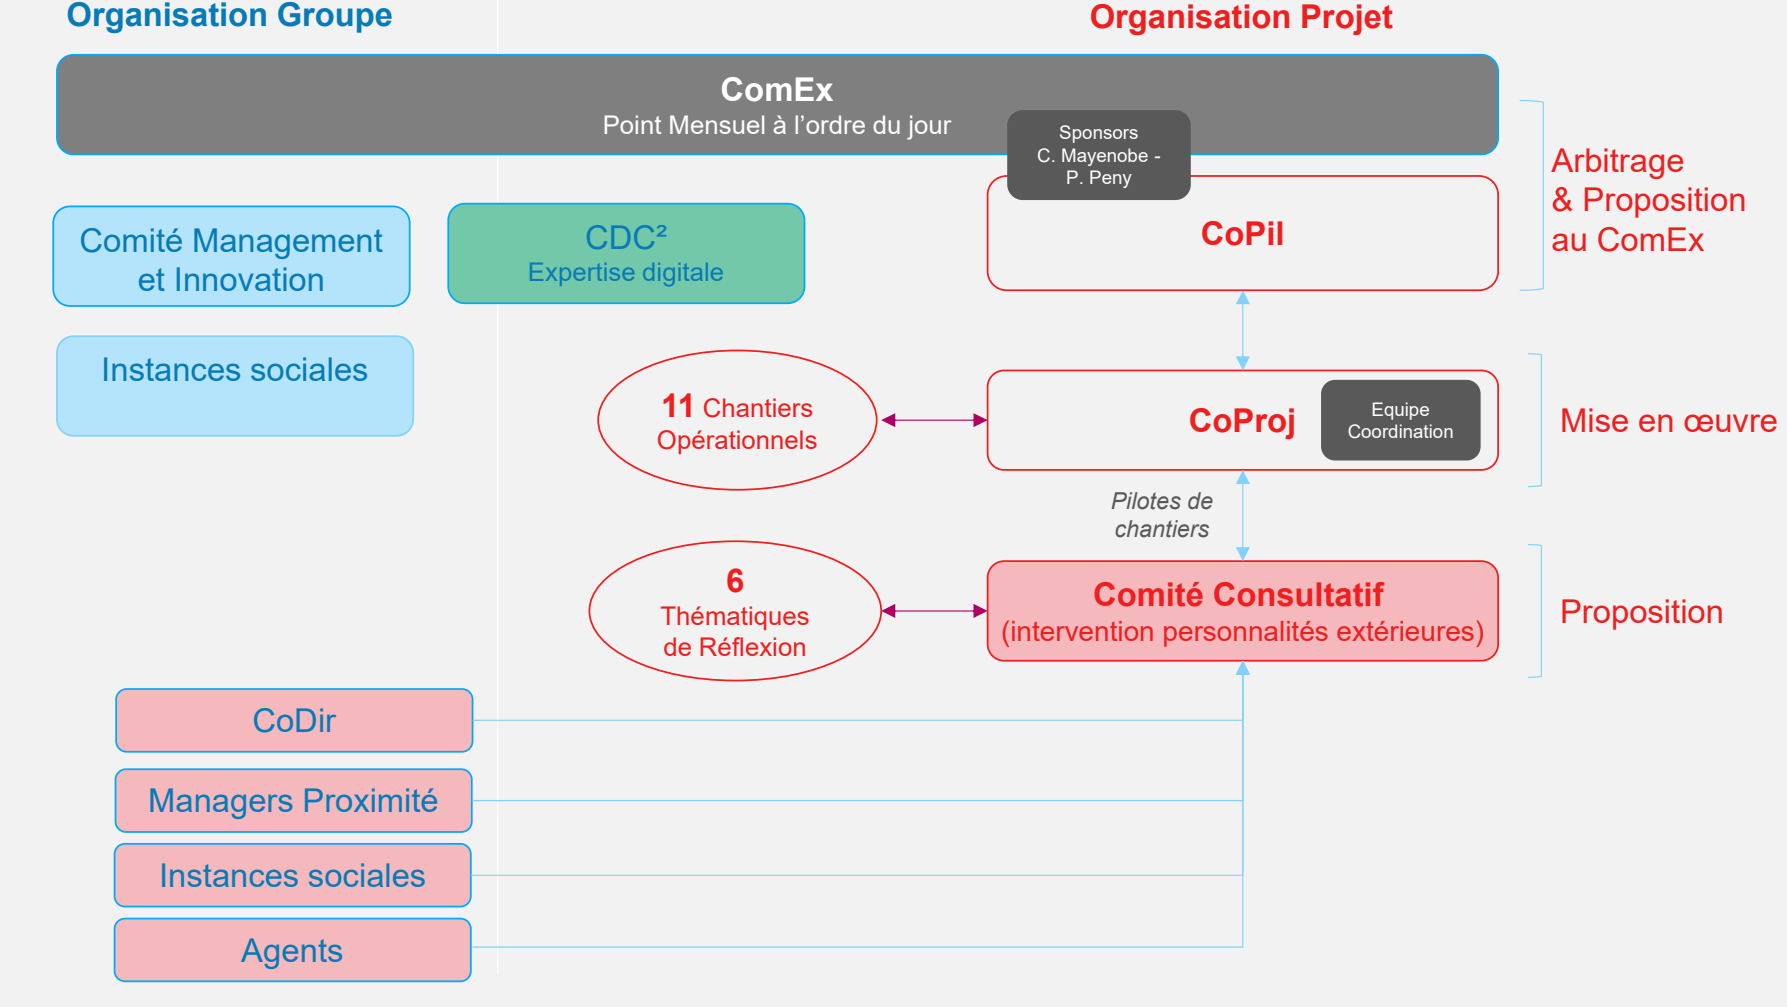 Organisation Groupe
Organisation Projet
ComEx
Point Mensuel à l’ordre du jour
Sponsors
C. Mayenobe -
P. Peny
Arbitrage
& Proposition
au ComEx
Comité Management
et Innovation
CDC²
Expertise digitale
CoPil
Instances sociales
11 Chantiers
Opérationnels
CoProj
Equipe
Coordination
Mise en œuvre
Pilotes de
chantiers
6
Thématiques
de Réflexion
Comité Consultatif
(intervention personnalités extérieures)
Proposition
CoDir
Managers Proximité
Instances sociales
Agents